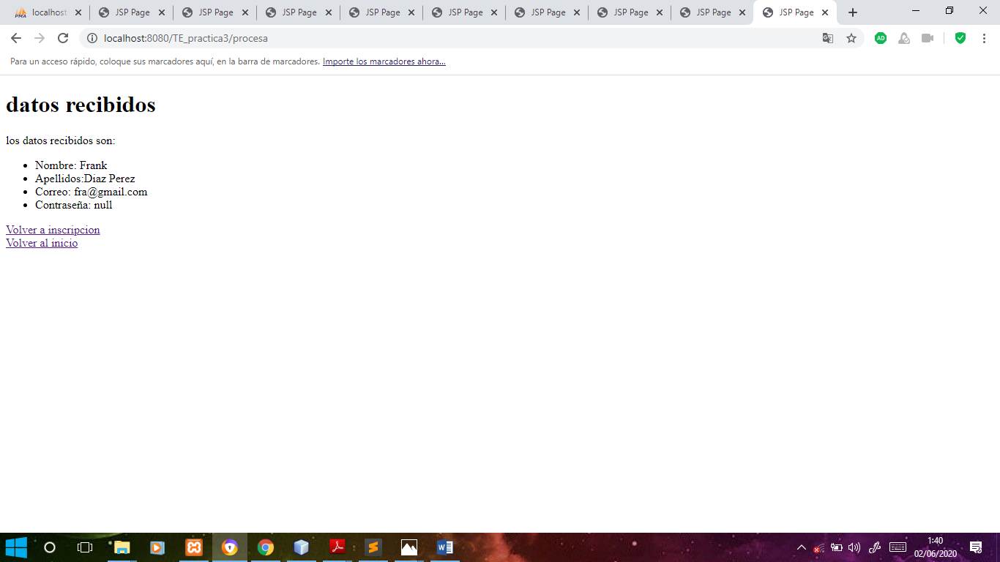 localhost
JSP Page
JSP Page
JSP Page
JSP Page
JSP Page
JSP Page
JSP Page
JSP Page
JSP Page
localhost:8080/TE_practica3/procesa
Para un acceso rápido, coloque sus marcadores aquí, en la barra de marcadores. Importe los marcadores ahora...
datos recibidos
los datos recibidos son:
• Nombre: Frank
• Apellidos:Diaz Perez
• Correo: fra@gmail.com
• Contraseña: null
Volver a inscripcion
Volver al inicio
1:40
02/06/2020